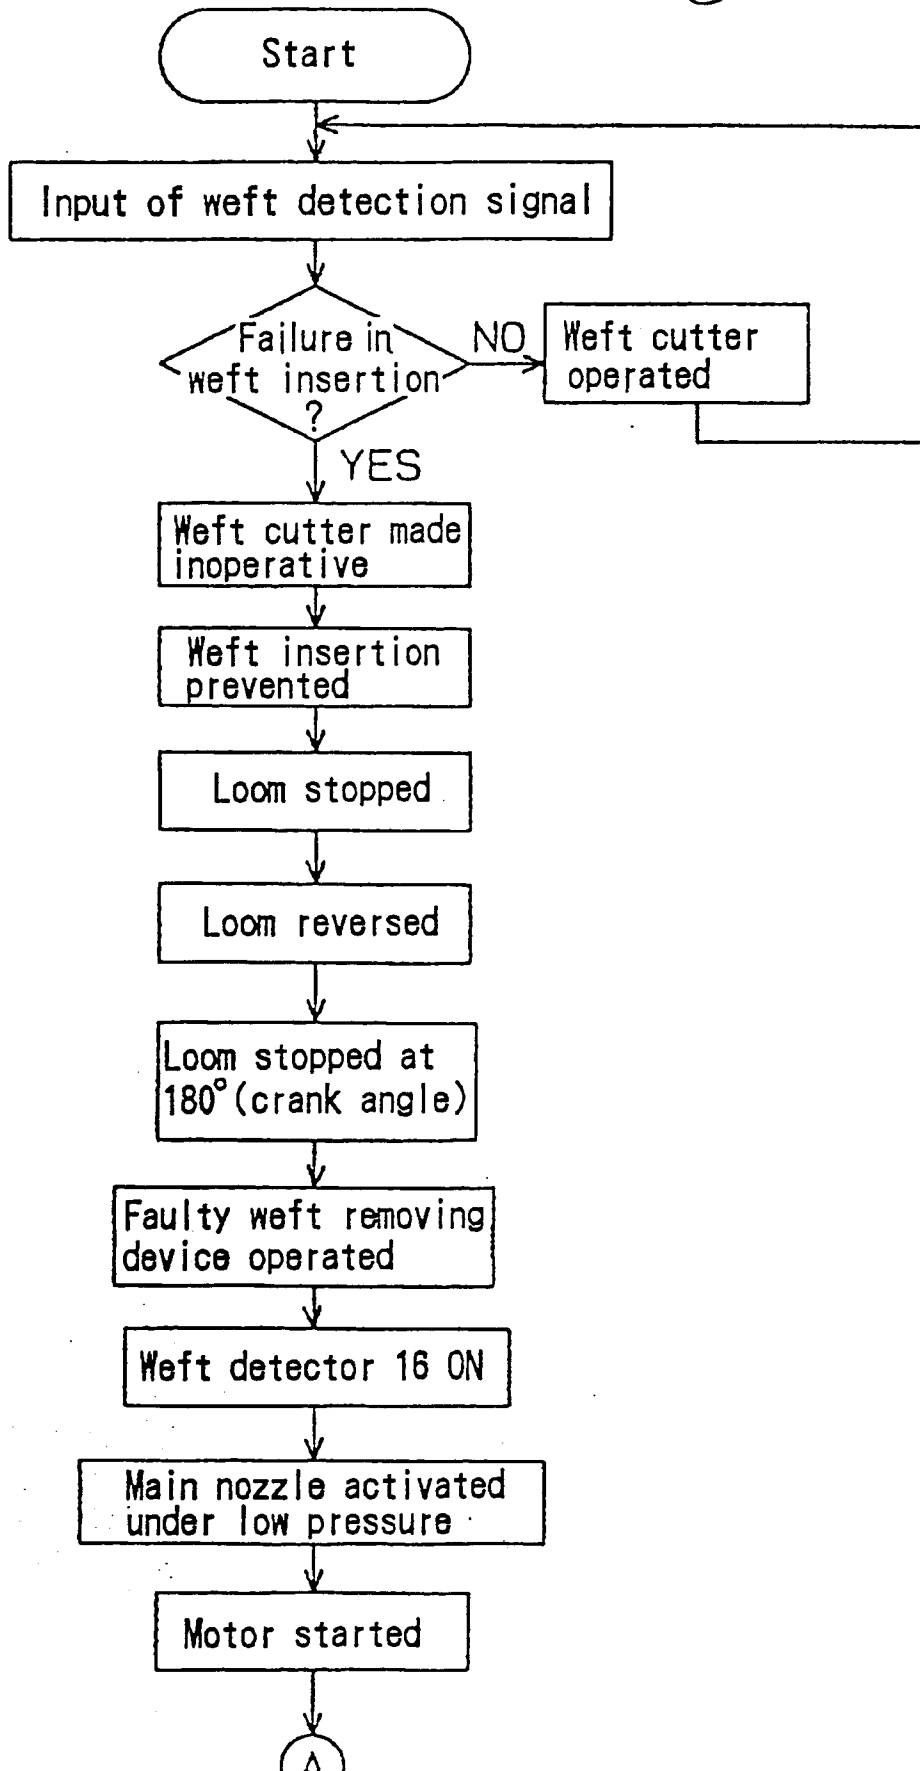 Start
Input of weft detection signal
Failure in
weft insertion
?
NO
Weft cutter
operated
YES
Weft cutter made
inoperative
Weft insertion
prevented
Loom stopped
Loom reversed
Loom stopped at
180°(crank angle)
Faulty weft removing
device operated
Weft detector 16 ON
Main nozzle activated
under low pressure
Motor started
A